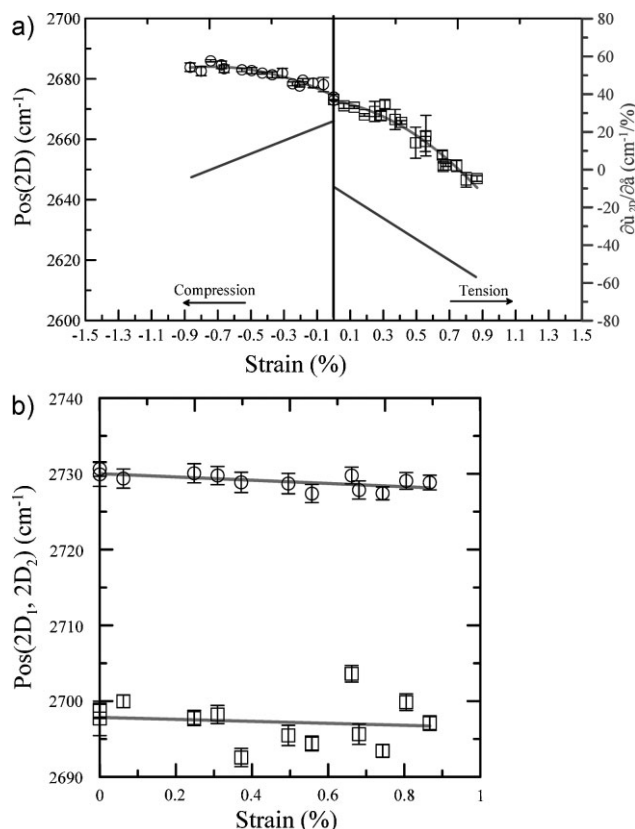 a)
80
2680
60
40
2660
20
2640
0
-20
2620
-40
Compression
Tension
-60
2600
-80
-1.5 -1.3 -1.1 -0.9 -0.7 -0.5 -0.3 -0.1 0.1 0.3 0.5 0.7 0.9 1.1 1.3 1.5
Strain (%)
Pos(2D) (cm⁻¹)
∂ù₂D/∂å (cm⁻¹/%)
b)
2740
2730
2720
2710
2700
2690
0 0.2 0.4 0.6 0.8 1
Strain (%)
Pos(2D₁, 2D₂) (cm⁻¹)